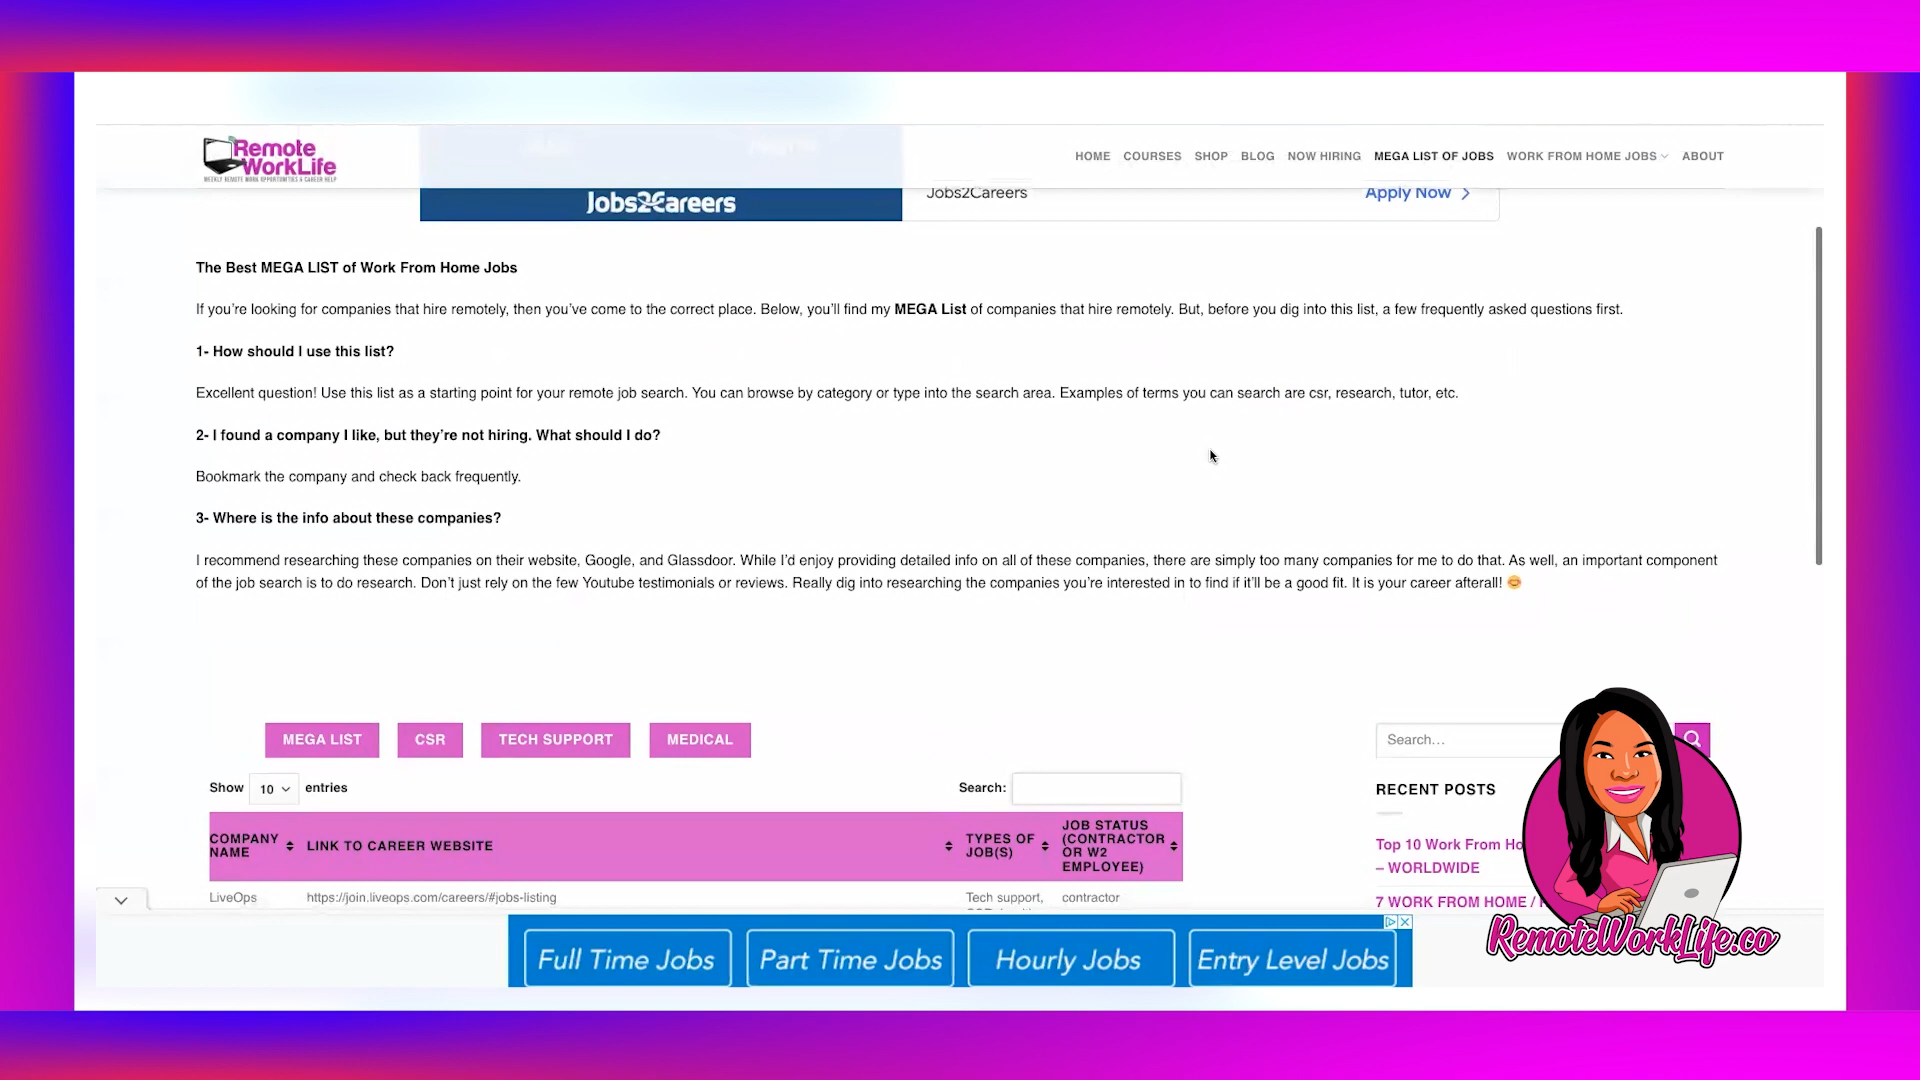 Remote
WorkLife
WEEKLY REMOTE WORK OPPORTUNITIES & CAREER HELP
HOME COURSES SHOP BLOG NOW HIRING MEGA LIST OF JOBS WORK FROM HOME JOBS ABOUT
Jobs2Careers
Jobs2Careers
Apply Now
The Best MEGA LIST of Work From Home Jobs
If you’re looking for companies that hire remotely, then you’ve come to the correct place. Below, you’ll find my MEGA List of companies that hire remotely. But, before you dig into this list, a few frequently asked questions first.
1- How should I use this list?
Excellent question! Use this list as a starting point for your remote job search. You can browse by category or type into the search area. Examples of terms you can search are csr, research, tutor, etc.
2- I found a company I like, but they’re not hiring. What should I do?
Bookmark the company and check back frequently.
3- Where is the info about these companies?
I recommend researching these companies on their website, Google, and Glassdoor. While I’d enjoy providing detailed info on all of these companies, there are simply too many companies for me to do that. As well, an important component
of the job search is to do research. Don’t just rely on the few Youtube testimonials or reviews. Really dig into researching the companies you’re interested in to find if it’ll be a good fit. It is your career afterall! 😊
MEGA LIST CSR TECH SUPPORT MEDICAL
Search…
Show 10 entries
Search:
RECENT POSTS
COMPANY
NAME
LINK TO CAREER WEBSITE
TYPES OF
JOB(S)
JOB STATUS
(CONTRACTOR
OR W2
EMPLOYEE)
Top 10 Work From Ho
– WORLDWIDE
LiveOps
https://join.liveops.com/careers/#jobs-listing
Tech support,
contractor
7 WORK FROM HOME /
RemoteWorkLife.co
Full Time Jobs
Part Time Jobs
Hourly Jobs
Entry Level Jobs